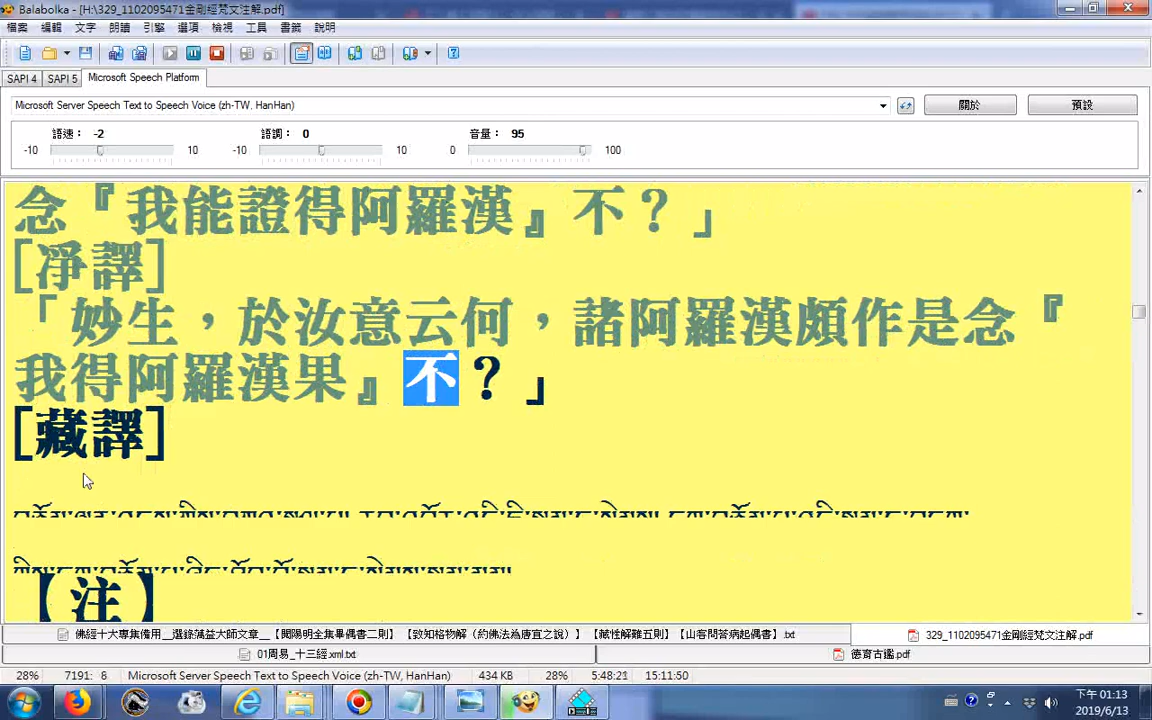 Balabolka - [H:\329_1102095471金剛經梵文注解.pdf]
檔案 編輯 文字 朗讀 引擎 選項 檢視 工具 書籤 說明
SAPI 4 SAPI 5 Microsoft Speech Platform
Microsoft Server Speech Text to Speech Voice (zh-TW, HanHan)
關於 預設
語速： -2 語調： 0 音量： 95
-10 10 -10 10 0 100
念『我能證得阿羅漢』不？」
[淨譯]
「妙生，於汝意云何，諸阿羅漢頗作是念『
我得阿羅漢果』不？」
[藏譯]
【注】
佛經十大專集備用__選錄蕅益大師文章__【閱陽明全集畢偶書二則】【致知格物解（約佛法為唐宜之說）】【獃性解難五則】【山客問答病起偶書】.txt
329_1102095471金剛經梵文注解.pdf
01周易_十三經.xml.txt
德育古鑑.pdf
28% 7191: 8 Microsoft Server Speech Text to Speech Voice (zh-TW, HanHan) 434 KB 28% 5:48:21 15:11:50
下午 01:13
2019/6/13